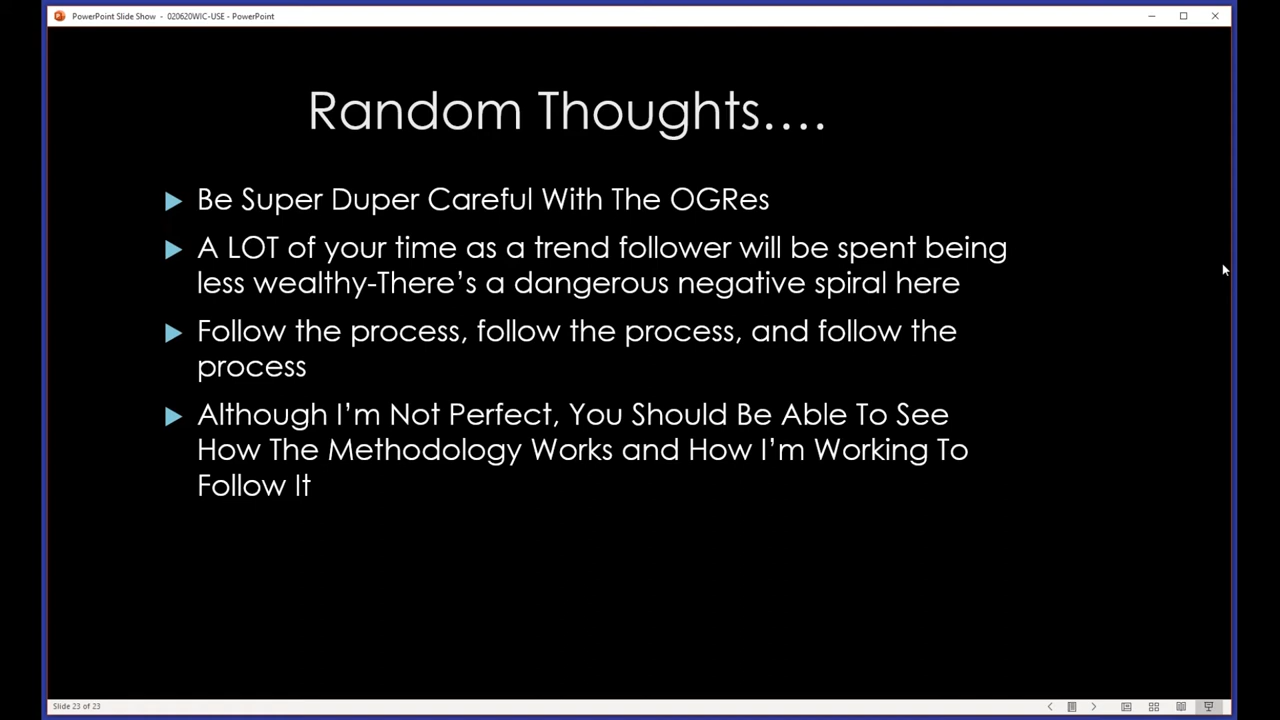 PowerPoint Slide Show - 020620WIC-USE - PowerPoint
Random Thoughts....
Be Super Duper Careful With The OGRes
A LOT of your time as a trend follower will be spent being
less wealthy-There's a dangerous negative spiral here
Follow the process, follow the process, and follow the
process
Although I'm Not Perfect, You Should Be Able To See
How The Methodology Works and How I'm Working To
Follow It
Slide 23 of 23